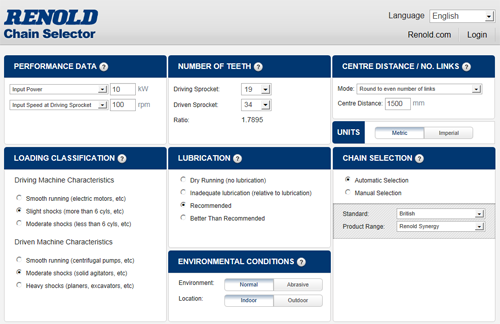 RENOLD
Chain Selector
Language English
Renold.com Login
PERFORMANCE DATA ?
Input Power 10 kW
Input Speed at Driving Sprocket 100 rpm
NUMBER OF TEETH ?
Driving Sprocket: 19
Driven Sprocket: 34
Ratio: 1.7895
CENTRE DISTANCE / NO. LINKS ?
Mode: Round to even number of links
Centre Distance: 1500 mm
UNITS Metric Imperial
LOADING CLASSIFICATION ?
Driving Machine Characteristics
Smooth running (electric motors, etc)
Slight shocks (more than 6 cyls, etc)
Moderate shocks (less than 6 cyls, etc)
Driven Machine Characteristics
Smooth running (centrifugal pumps, etc)
Moderate shocks (solid agitators, etc)
Heavy shocks (planers, excavators, etc)
LUBRICATION ?
Dry Running (no lubrication)
Inadequate lubrication (relative to lubrication)
Recommended
Better Than Recommended
ENVIRONMENTAL CONDITIONS ?
Environment: Normal Abrasive
Location: Indoor Outdoor
CHAIN SELECTION ?
Automatic Selection
Manual Selection
Standard: British
Product Range: Renold Synergy